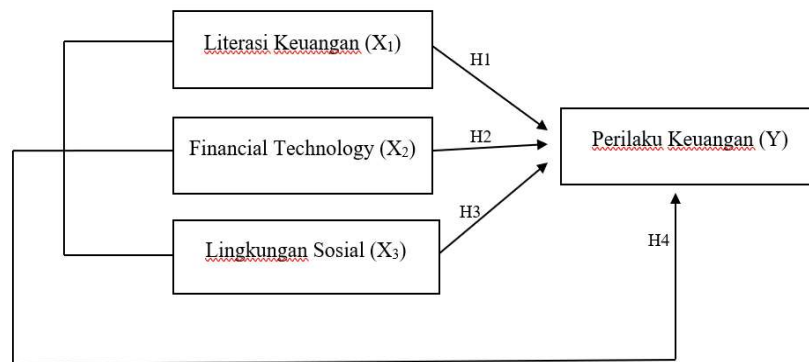 Literasi Keuangan (X₁)
H1
Financial Technology (X₂)
H2
Perilaku Keuangan (Y)
H3
Lingkungan Sosial (X₃)
H4